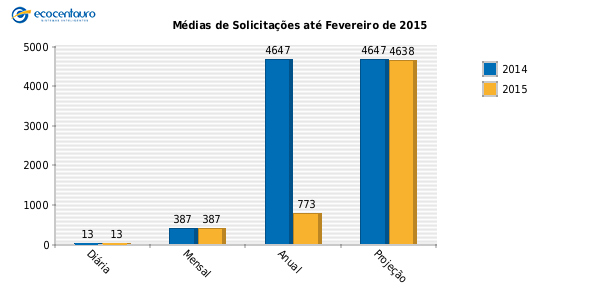 ecocentauro
Médias de Solicitações até Fevereiro de 2015
5000
4000
3000
2000
1000
0
13
13
387
387
4647
773
4647
4638
Diária
Mensal
Anual
Projeção
2014
2015